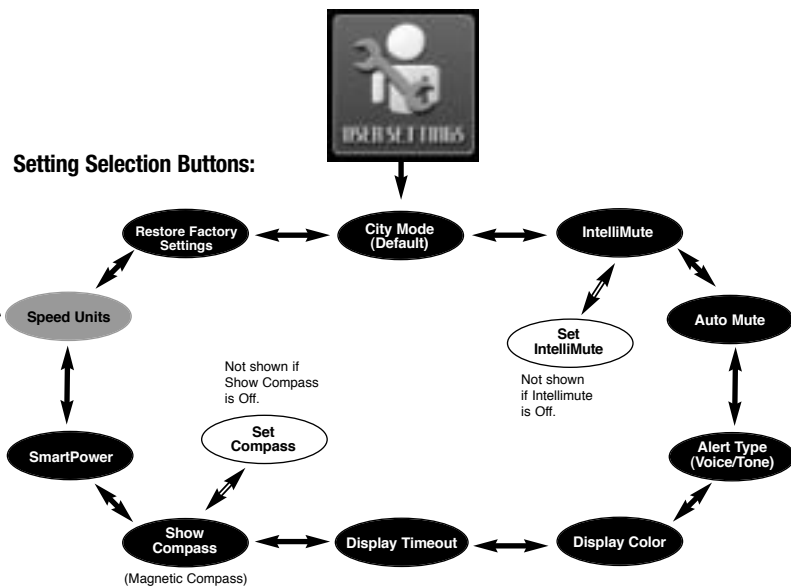 USER SETTINGS
Setting Selection Buttons:
Restore Factory
Settings
City Mode
(Default)
IntelliMute
Speed Units
Set
IntelliMute
Auto Mute
Not shown
if Intellimute
is Off.
Not shown if
Show Compass
is Off.
Set
Compass
SmartPower
Alert Type
(Voice/Tone)
Show
Compass
Display Timeout
Display Color
(Magnetic Compass)